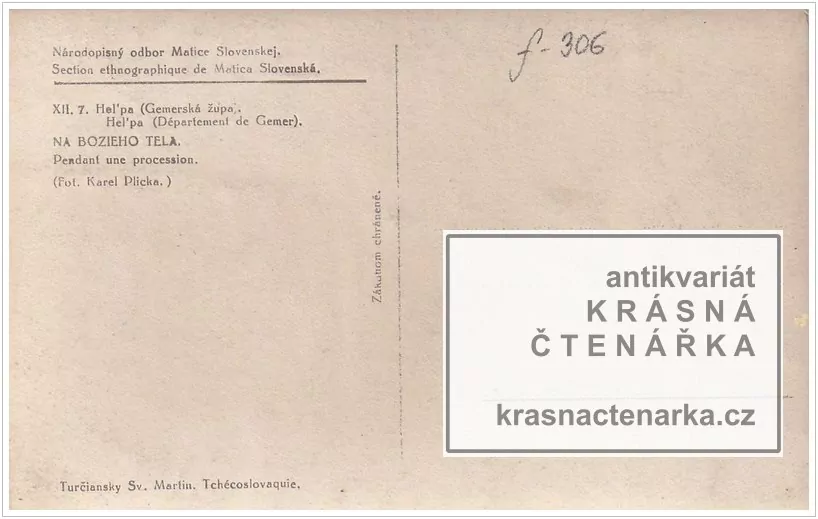 Národopisný odbor Matice Slovenskej.
Section ethnographique de Matica Slovenská.
XII. 7. Hel'pa (Gemerská župa).
Hel'pa (Département de Gemer).
NA BOZIEHO TELA.
Pendant une procession.
(Fot. Karel Plicka.)
Turčiansky Sv. Martin. Tchécoslovaquie.
Zákonom chránené.
f-306
antikvariát
KRÁSNÁ
ČTENÁŘKA
krasnactenarka.cz